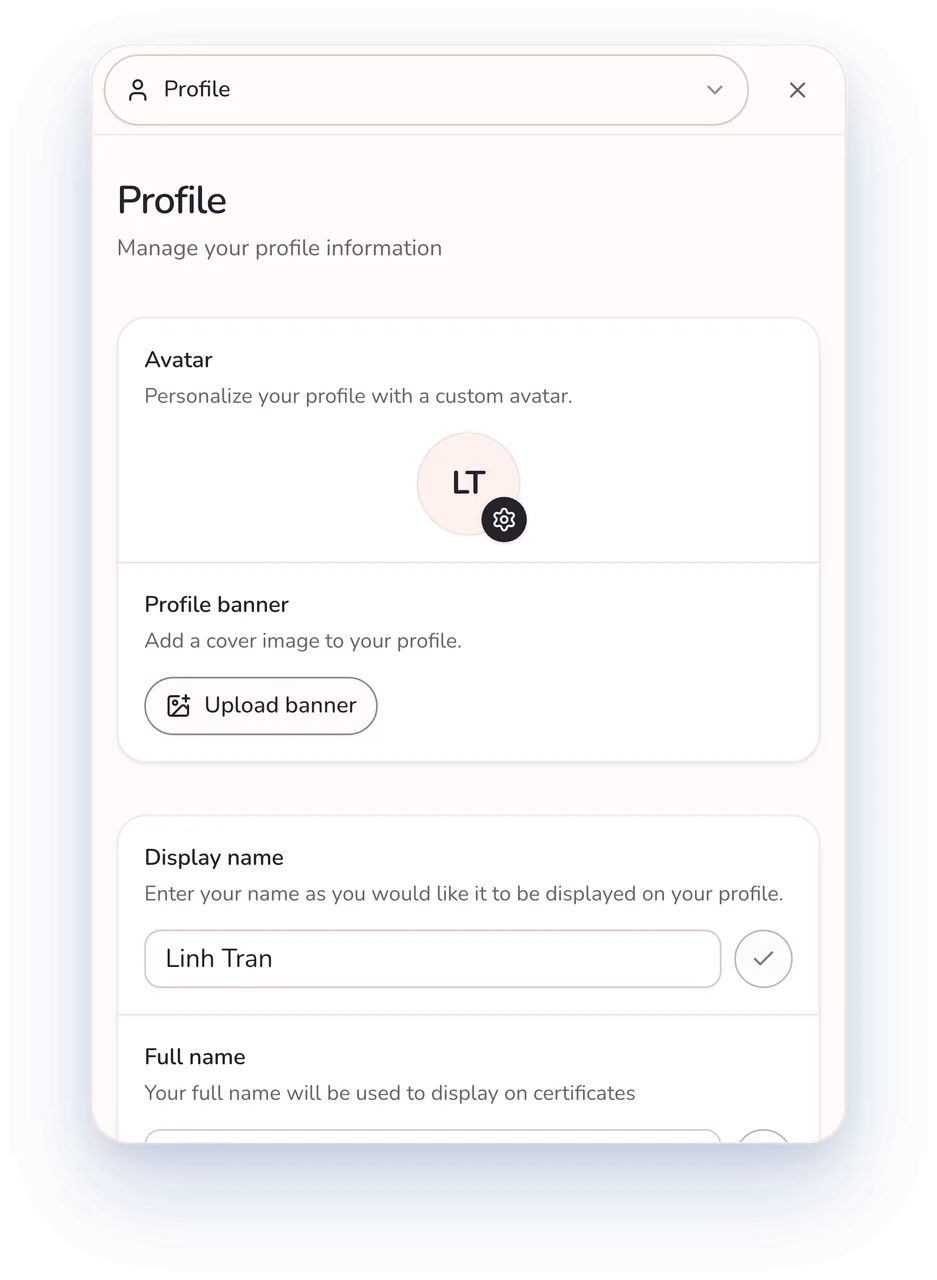 Profile
Profile
Manage your profile information
Avatar
Personalize your profile with a custom avatar.
LT
Profile banner
Add a cover image to your profile.
Upload banner
Display name
Enter your name as you would like it to be displayed on your profile.
Linh Tran
Full name
Your full name will be used to display on certificates